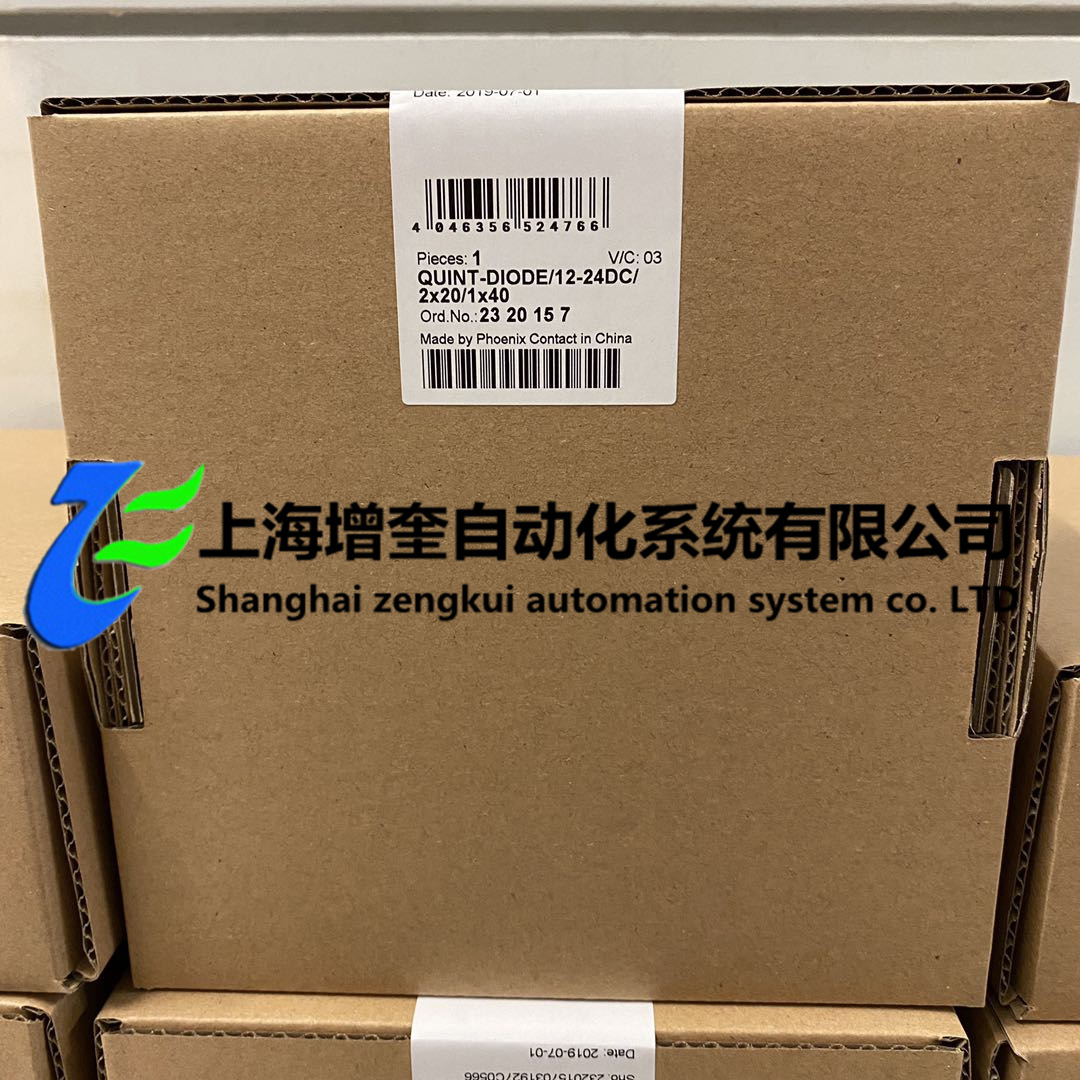 Date: 2019-07-01
4 046356 524766
Pieces: 1 V/C: 03
QUINT-DIODE/12-24DC/
2x20/1x40
Ord.No.: 23 20 15 7
Made by Phoenix Contact in China
上海增奎自动化系统有限公司
Shanghai zengkui automation system co. LTD
Date: 2019-07-01
Sno: 2320157031927C0566